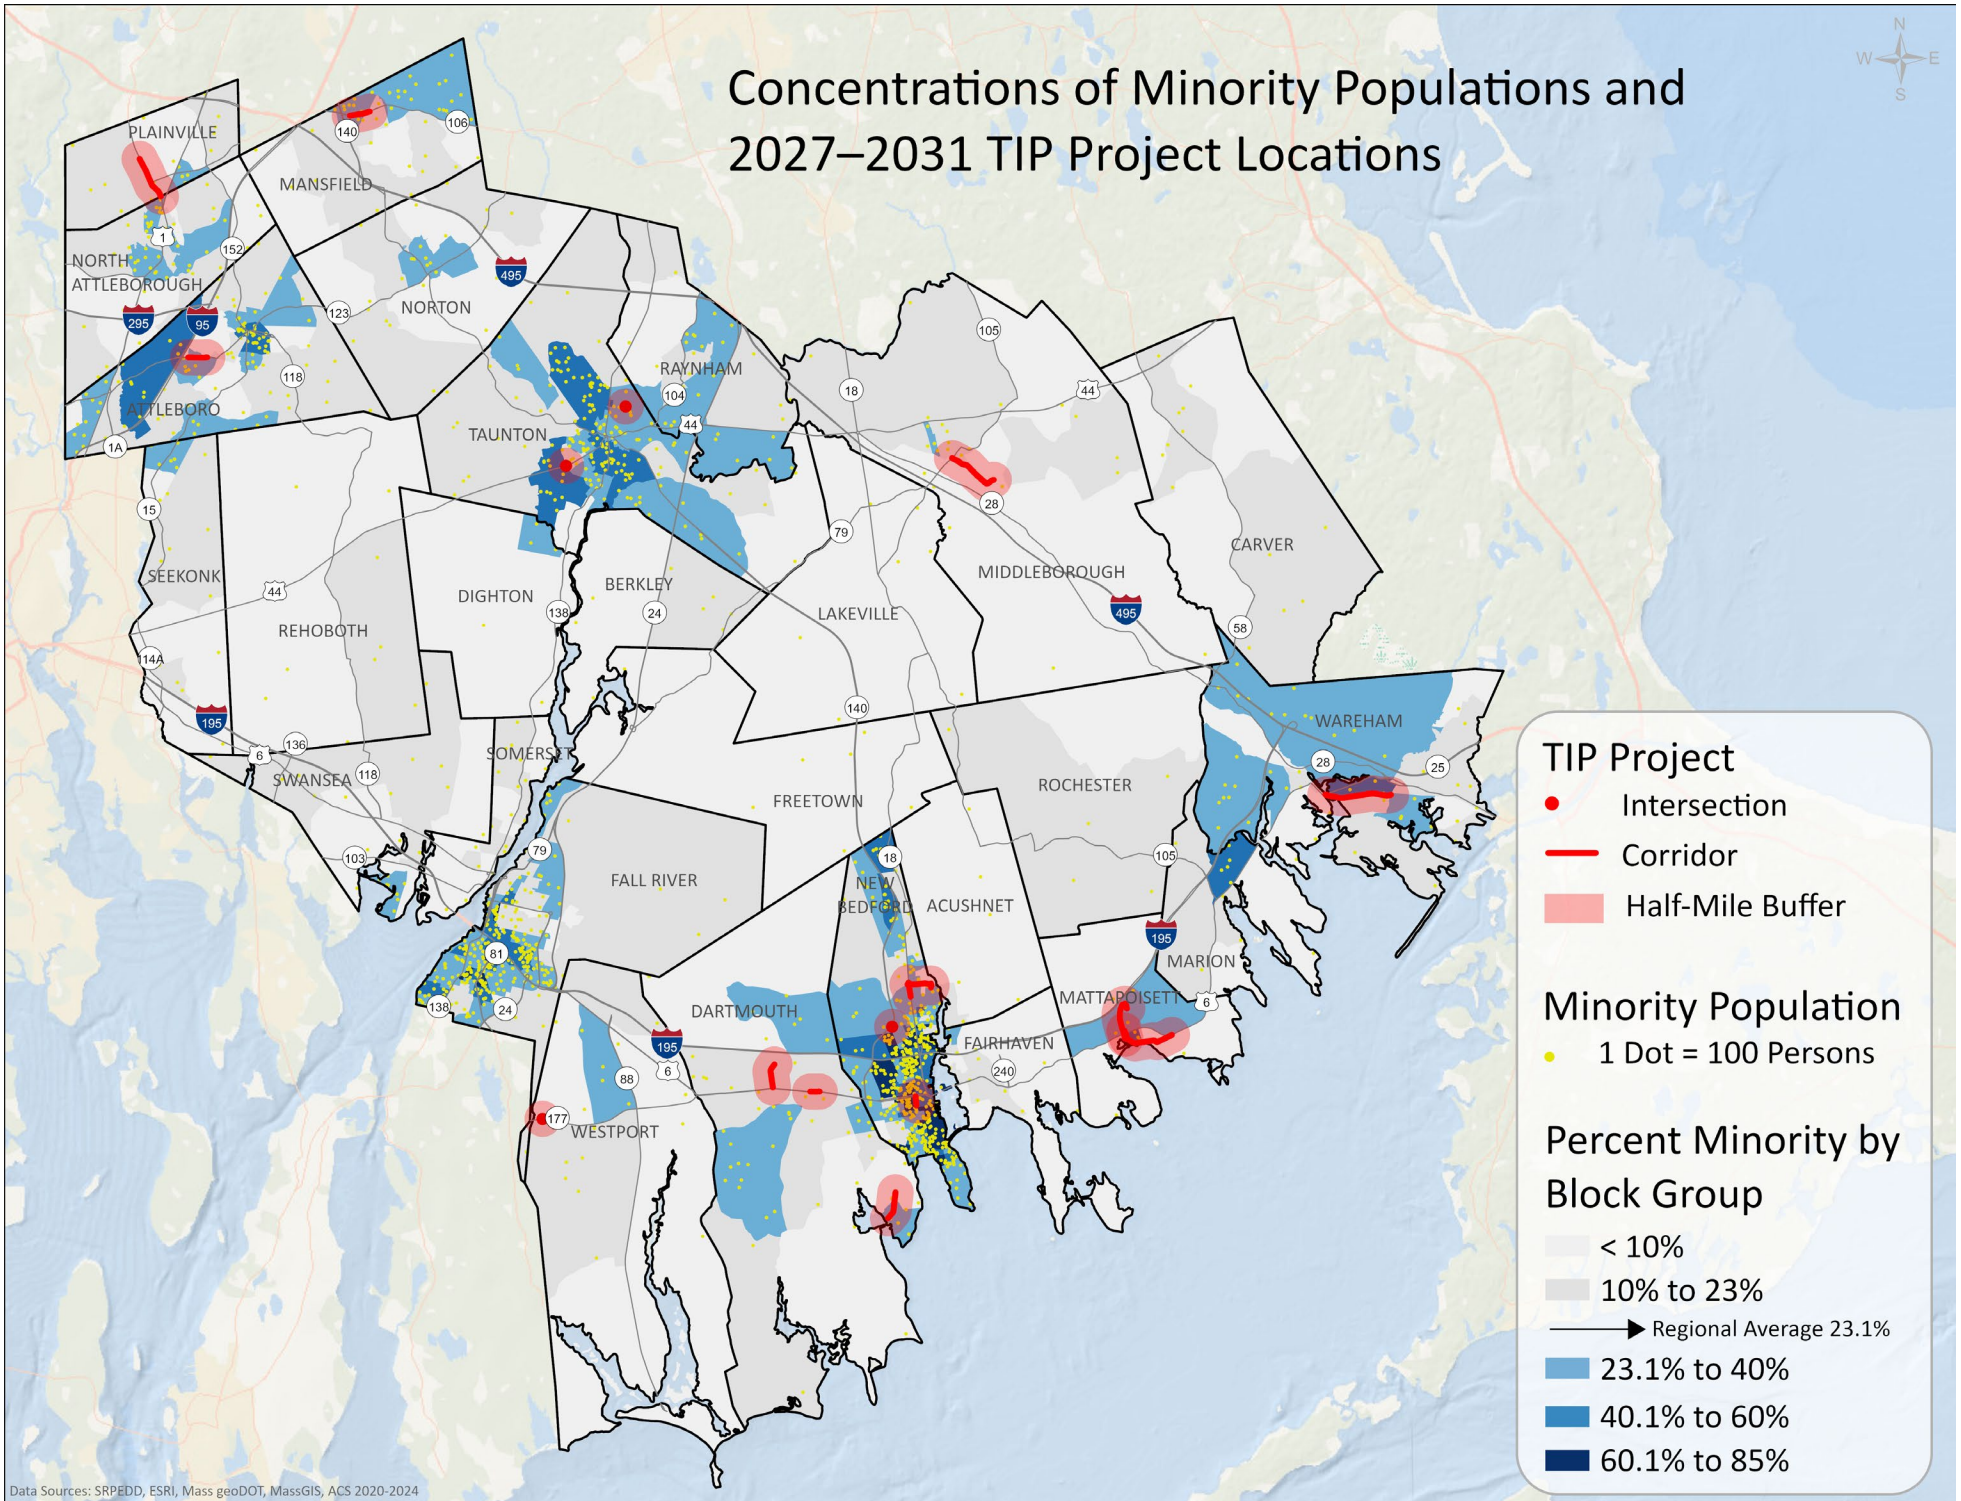 Concentrations of Minority Populations and
2027–2031 TIP Project Locations
N
W E
S
PLAINVILLE
140
106
MANSFIELD
1
152
NORTH
ATTLEBOROUGH
495
295
95
123
NORTON
118
105
RAYNHAM
104
18
44
ATTLEBORO
44
TAUNTON
1A
15
28
79
CARVER
SEEKONK
MIDDLEBOROUGH
BERKLEY
44
DIGHTON
138
24
LAKEVILLE
495
REHOBOTH
58
114A
140
195
WAREHAM
6
136
SOMERSET
28
25
SWANSEA
118
ROCHESTER
FREETOWN
103
79
18
105
FALL RIVER
NEW
BEDFORD
ACUSHNET
195
81
MARION
MATTAPOISETT
6
138
24
DARTMOUTH
195
FAIRHAVEN
6
240
88
177
WESTPORT
TIP Project
Intersection
Corridor
Half-Mile Buffer
Minority Population
1 Dot = 100 Persons
Percent Minority by
Block Group
< 10%
10% to 23%
Regional Average 23.1%
23.1% to 40%
40.1% to 60%
60.1% to 85%
Data Sources: SRPEDD, ESRI, Mass geoDOT, MassGIS, ACS 2020-2024